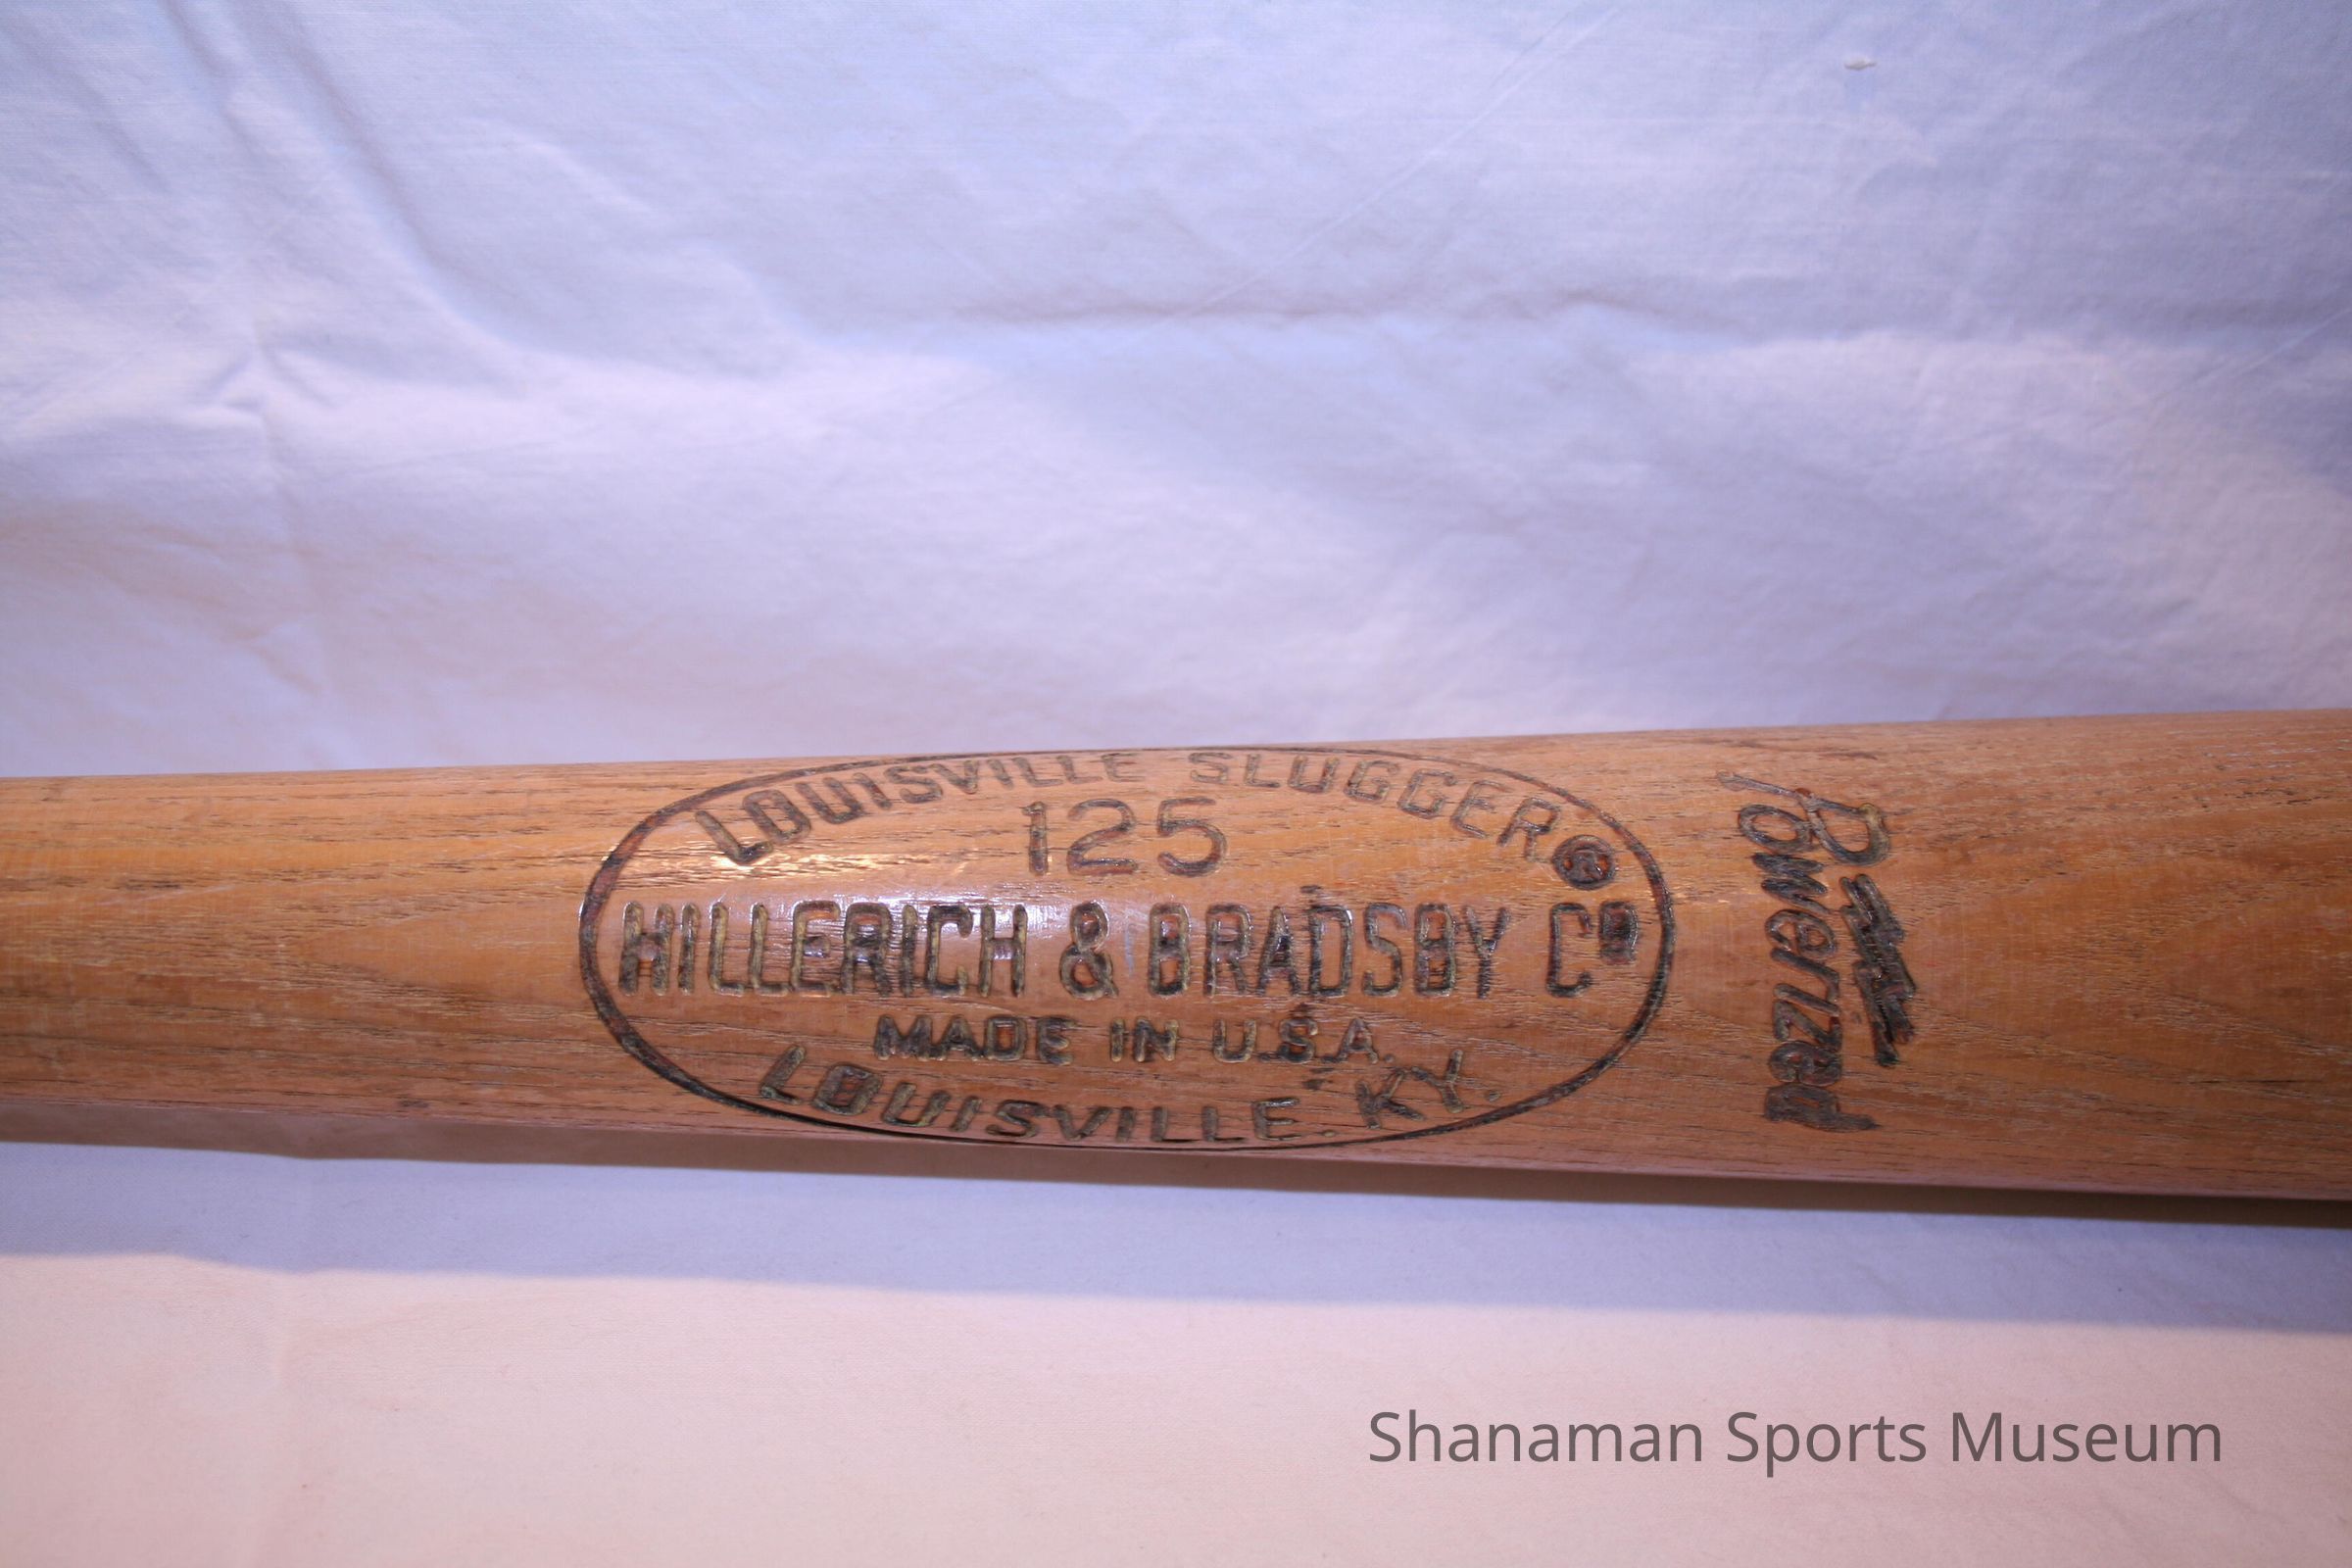 LOUISVILLE SLUGGER®
125
HILLERICH & BRADSBY Cº
MADE IN U.S.A.
LOUISVILLE. KY.
Powerized
Shanaman Sports Museum